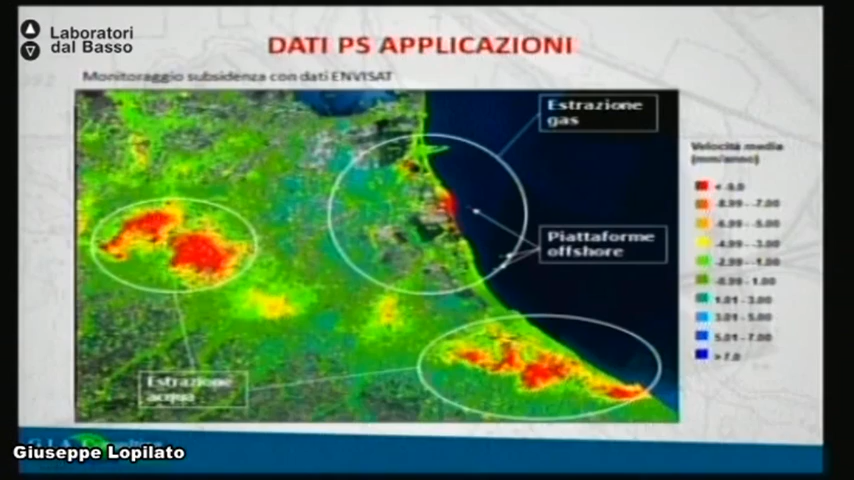 Laboratori
dal Basso
DATI PS APPLICAZIONI
Monitoraggio subsidenza con dati ENVISAT
Estrazione
gas
Velocità media
(mm/anno)
Piattaforme
offshore
-8.99 - -7.00
-6.99 - -5.00
-4.99 - -3.00
-2.99 - -1.00
-0.99 - 1.00
1.01 - 3.00
3.01 - 5.00
5.01 - 7.00
> 7.0
Estrazione
acqua
Giuseppe Lopilato